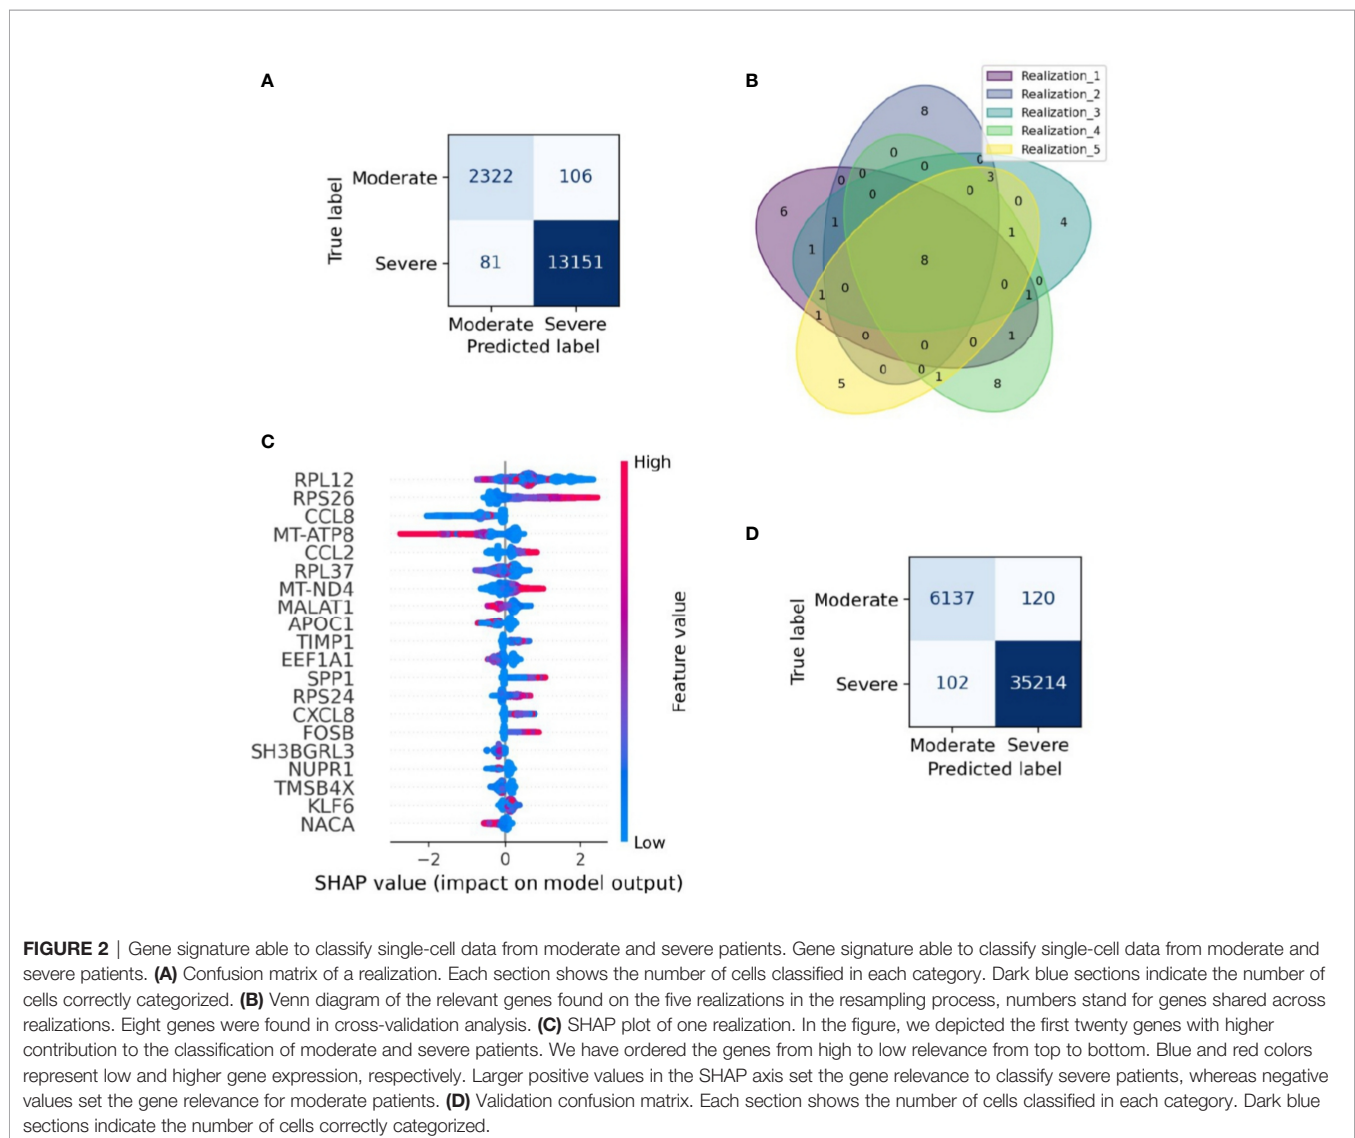 A
True label
Moderate
2322
106
Severe
81
13151
Moderate Severe
Predicted label
B
Realization_1
Realization_2
Realization_3
Realization_4
Realization_5
8
0
0
0
0
0
3
0
0
0
6
1
0
4
1
1
8
1
0
0
0
1
1
0
0
0
1
0
0
1
5
8
C
High
RPL12
RPS26
CCL8
MT-ATP8
CCL2
RPL37
MT-ND4
MALAT1
APOC1
TIMP1
EEF1A1
SPP1
RPS24
CXCL8
FOSB
SH3BGRL3
NUPR1
TMSB4X
KLF6
NACA
Low
Feature value
−2 0 2
SHAP value (impact on model output)
D
True label
Moderate
6137
120
Severe
102
35214
Moderate Severe
Predicted label
FIGURE 2 | Gene signature able to classify single-cell data from moderate and severe patients. Gene signature able to classify single-cell data from moderate and
severe patients. (A) Confusion matrix of a realization. Each section shows the number of cells classified in each category. Dark blue sections indicate the number of
cells correctly categorized. (B) Venn diagram of the relevant genes found on the five realizations in the resampling process, numbers stand for genes shared across
realizations. Eight genes were found in cross-validation analysis. (C) SHAP plot of one realization. In the figure, we depicted the first twenty genes with higher
contribution to the classification of moderate and severe patients. We have ordered the genes from high to low relevance from top to bottom. Blue and red colors
represent low and higher gene expression, respectively. Larger positive values in the SHAP axis set the gene relevance to classify severe patients, whereas negative
values set the gene relevance for moderate patients. (D) Validation confusion matrix. Each section shows the number of cells classified in each category. Dark blue
sections indicate the number of cells correctly categorized.